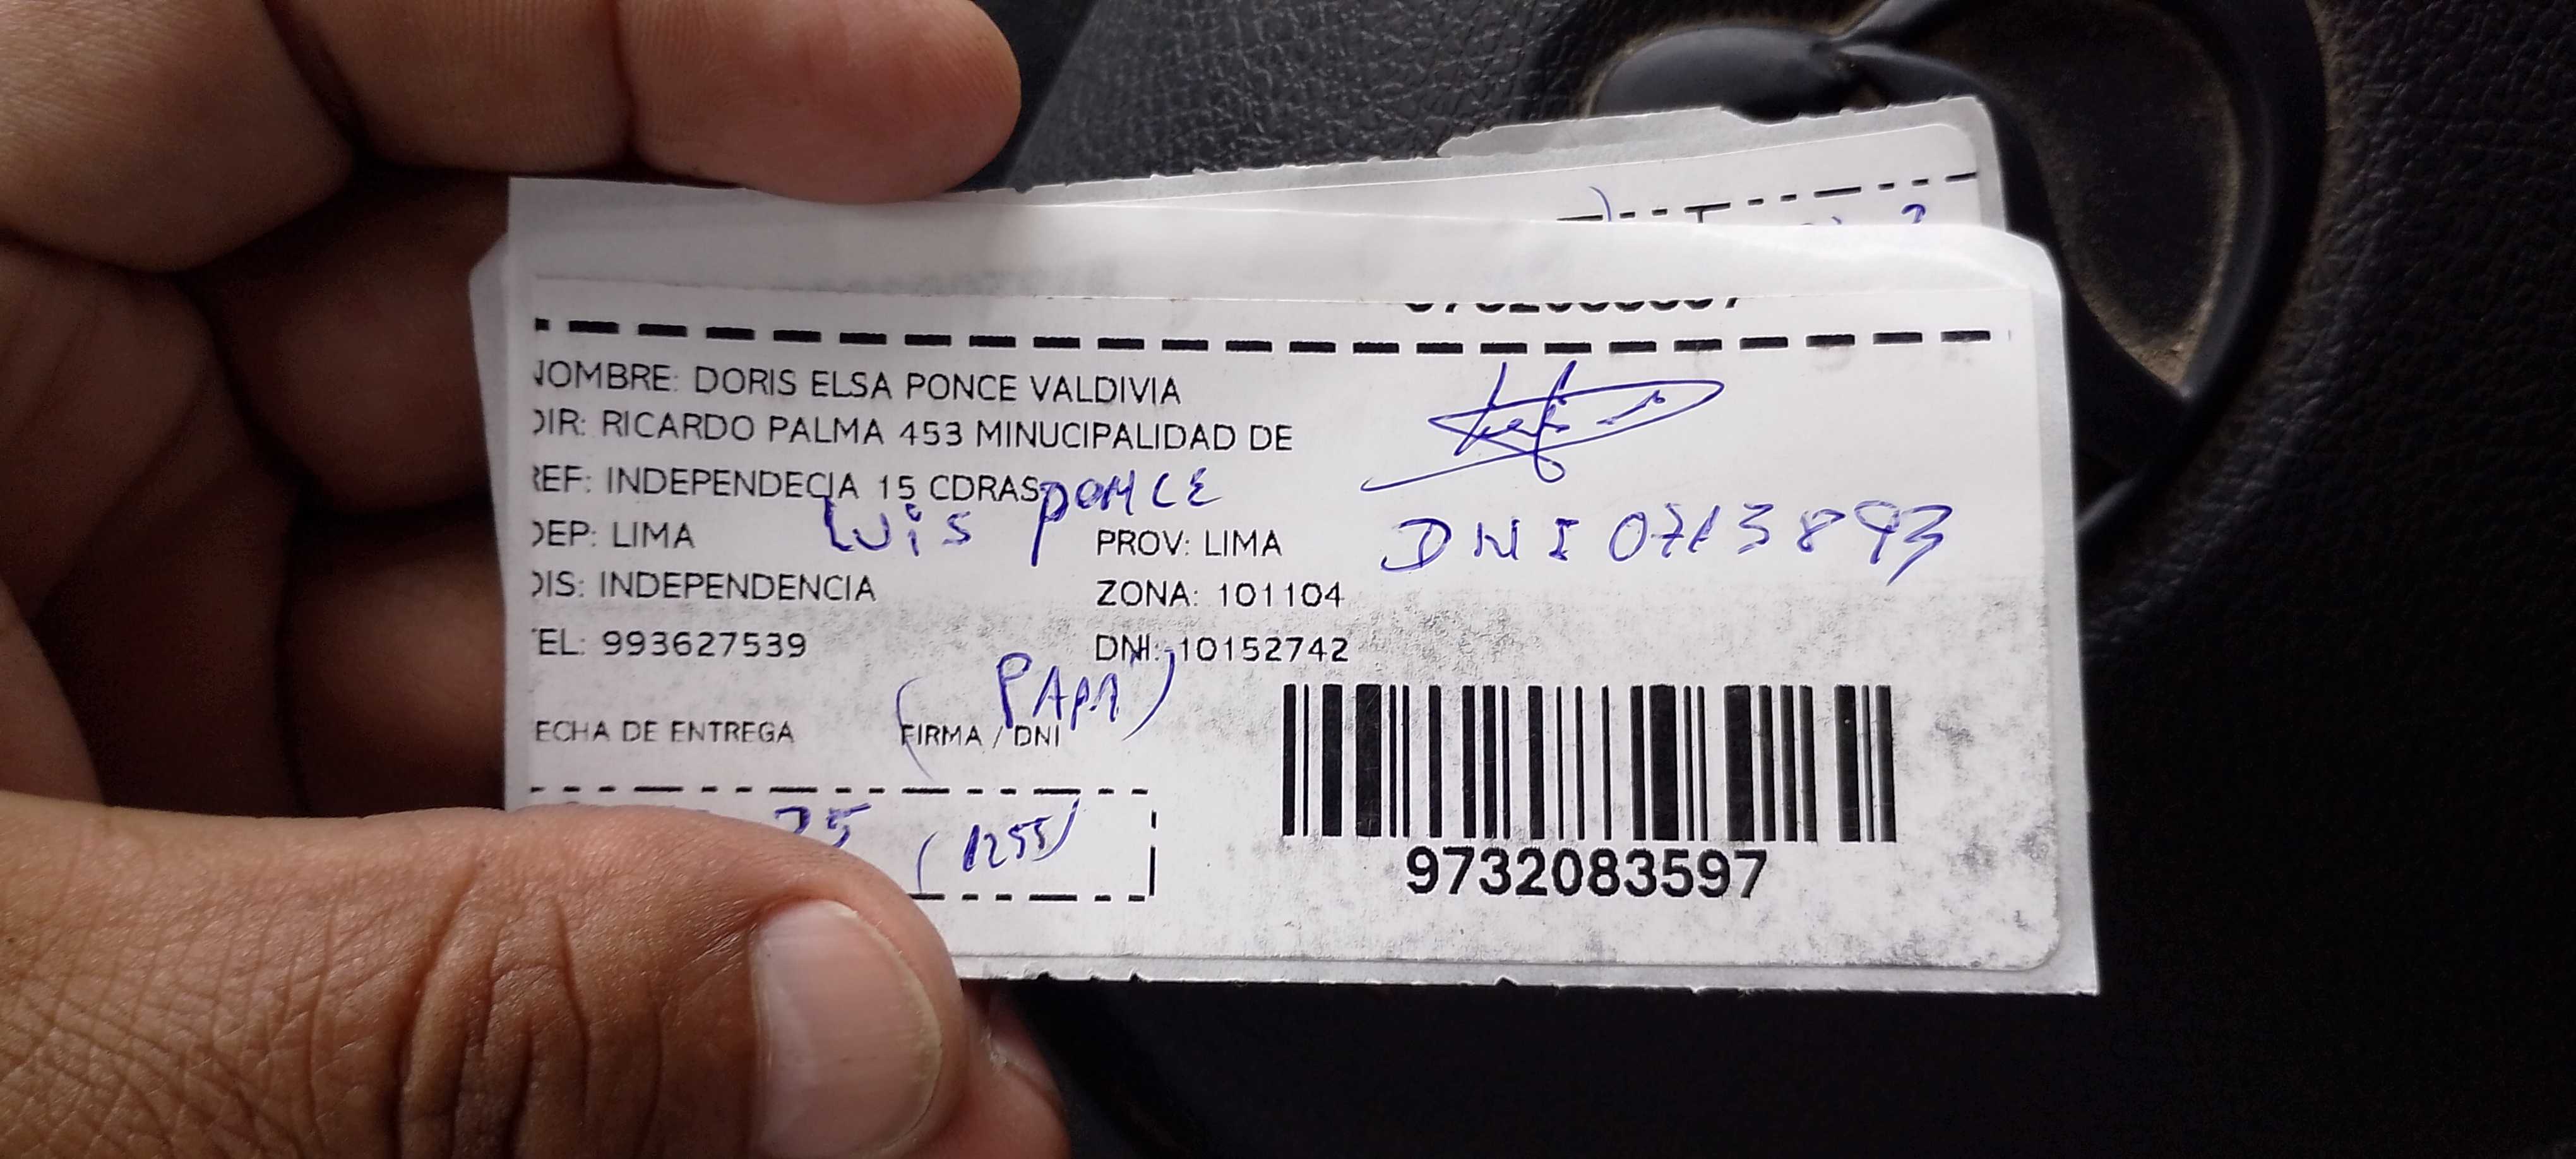 NOMBRE: DORIS ELSA PONCE VALDIVIA
DIR: RICARDO PALMA 453 MINUCIPALIDAD DE
REF: INDEPENDECIA 15 CDRAS
Luis PONCE
DEP: LIMA PROV: LIMA
DNI 07138893
DIS: INDEPENDENCIA ZONA: 101104
TEL: 993627539 DNI: 10152742
(PAPA)
ECHA DE ENTREGA FIRMA / DNI
25 (1255)
9732083597